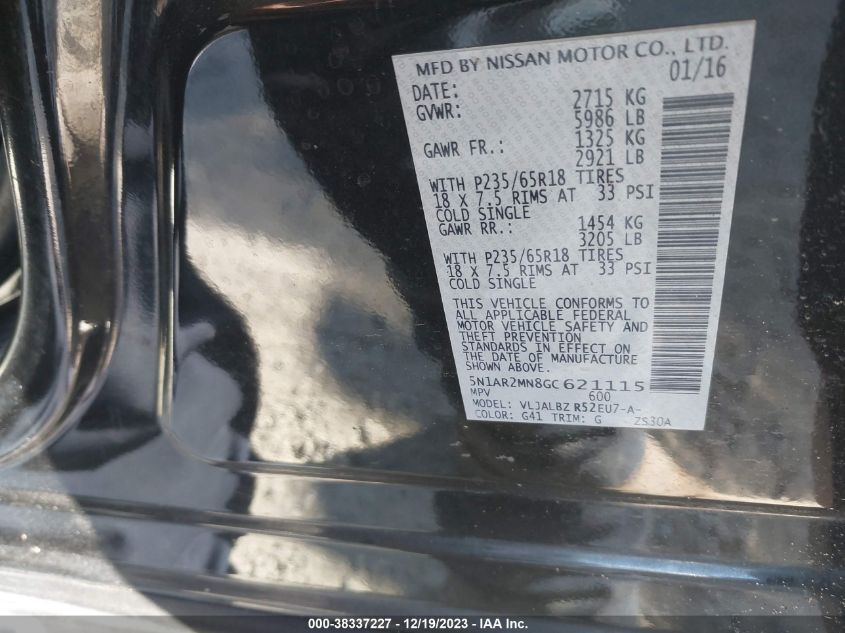 MFD BY NISSAN MOTOR CO., LTD.
DATE: 01/16
GVWR: 2715 KG
5986 LB
GAWR FR.: 1325 KG
2921 LB
WITH P235/65R18 TIRES
18 X 7.5 RIMS AT 33 PSI
COLD SINGLE
GAWR RR.: 1454 KG
3205 LB
WITH P235/65R18 TIRES
18 X 7.5 RIMS AT 33 PSI
COLD SINGLE
THIS VEHICLE CONFORMS TO
ALL APPLICABLE FEDERAL
MOTOR VEHICLE SAFETY AND
THEFT PREVENTION
STANDARDS IN EFFECT ON
THE DATE OF MANUFACTURE
SHOWN ABOVE.
5N1AR2MN8GC621115
MPV 600
MODEL: VLJALBZ R52EU7-A-
COLOR: G41 TRIM: G ZS30A
000-38337227 - 12/19/2023 - IAA Inc.